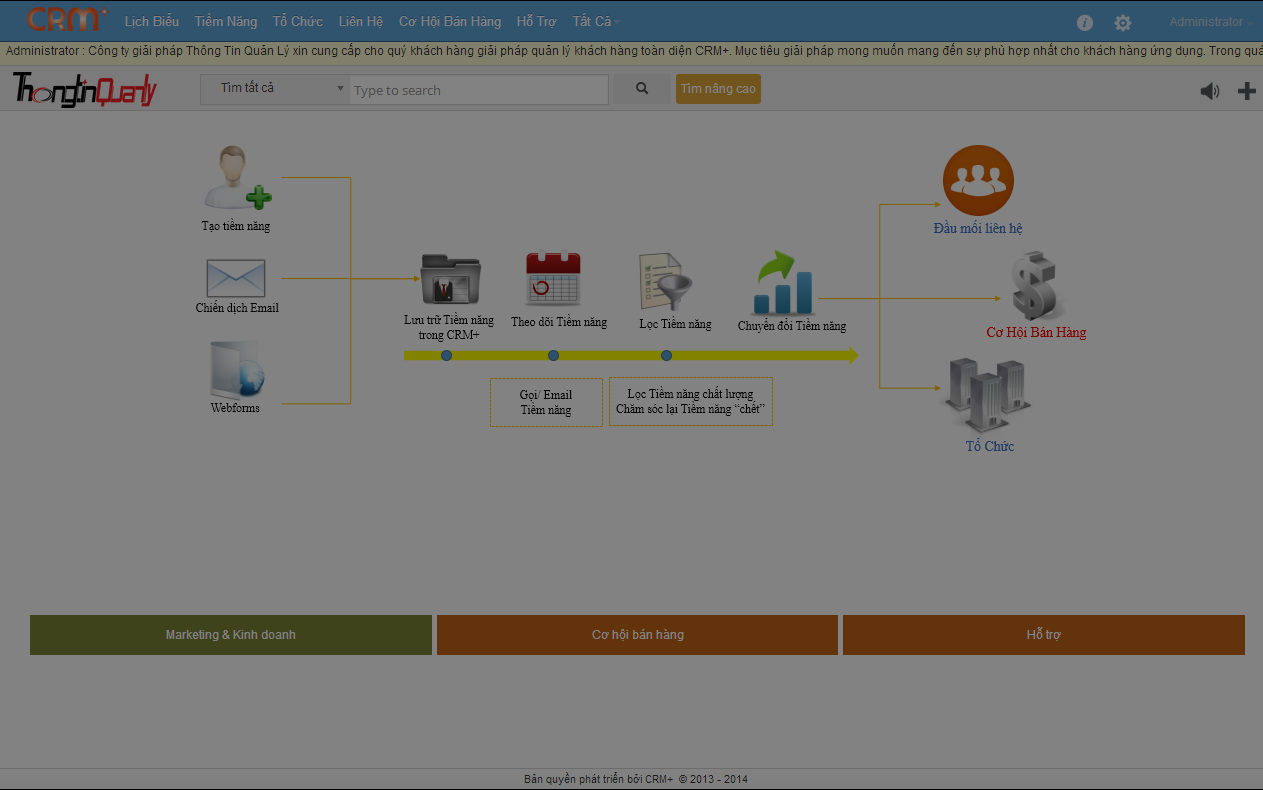 CRM+
Lịch Biểu Tiềm Năng Tổ Chức Liên Hệ Cơ Hội Bán Hàng Hỗ Trợ Tất Cả
Administrator
Administrator : Công ty giải pháp Thông Tin Quản Lý xin cung cấp cho quý khách hàng giải pháp quản lý khách hàng toàn diện CRM+. Mục tiêu giải pháp mong muốn mang đến sự phù hợp nhất cho khách hàng ứng dụng. Trong quá
ThongtinQuanly
Tìm tất cả
Type to search
Tìm nâng cao
Tạo tiềm năng
Chiến dịch Email
Webforms
Lưu trữ Tiềm năng
trong CRM+
Theo dõi Tiềm năng
Lọc Tiềm năng
Chuyển đổi Tiềm năng
Gọi/ Email
Tiềm năng
Lọc Tiềm năng chất lượng
Chăm sóc lại Tiềm năng “chết”
Đầu mối liên hệ
Cơ Hội Bán Hàng
Tổ Chức
Marketing & Kinh doanh
Cơ hội bán hàng
Hỗ trợ
Bản quyền phát triển bởi CRM+ © 2013 - 2014